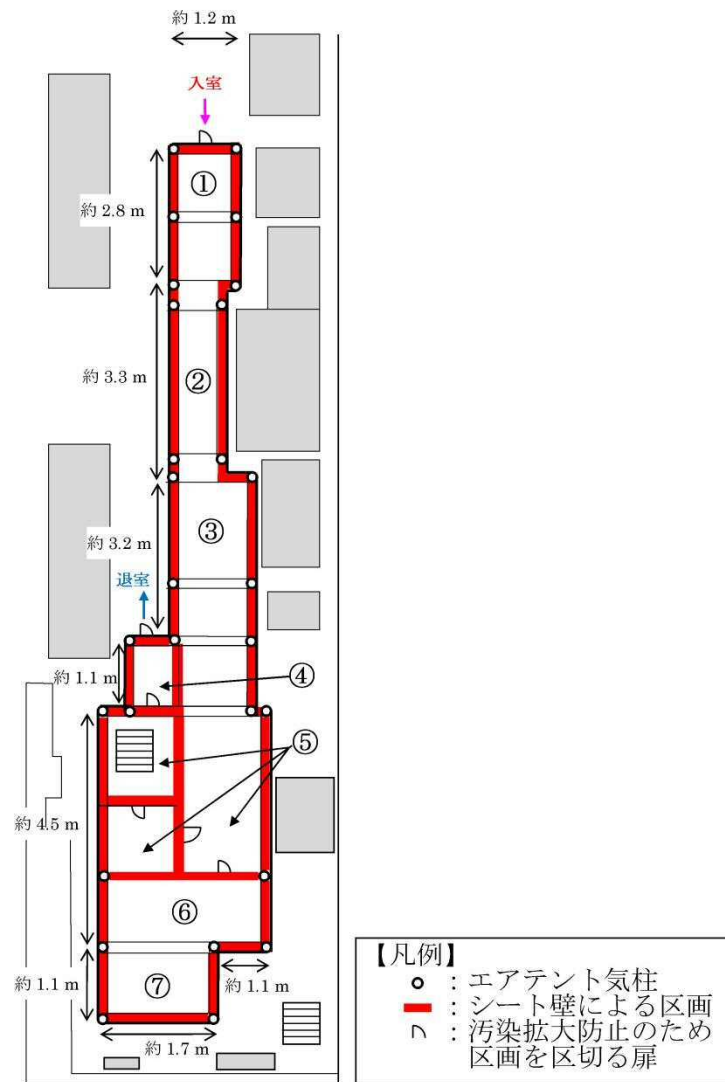 約 1.2 m
入室
①
約 2.8 m
②
約 3.3 m
③
約 3.2 m
退室
④
約 1.1 m
⑤
約 4.5 m
⑥
⑦
約 1.1 m
約 1.1 m
約 1.7 m
【凡例】
：エアテント気柱
：シート壁による区画
：汚染拡大防止のため
区画を区切る扉